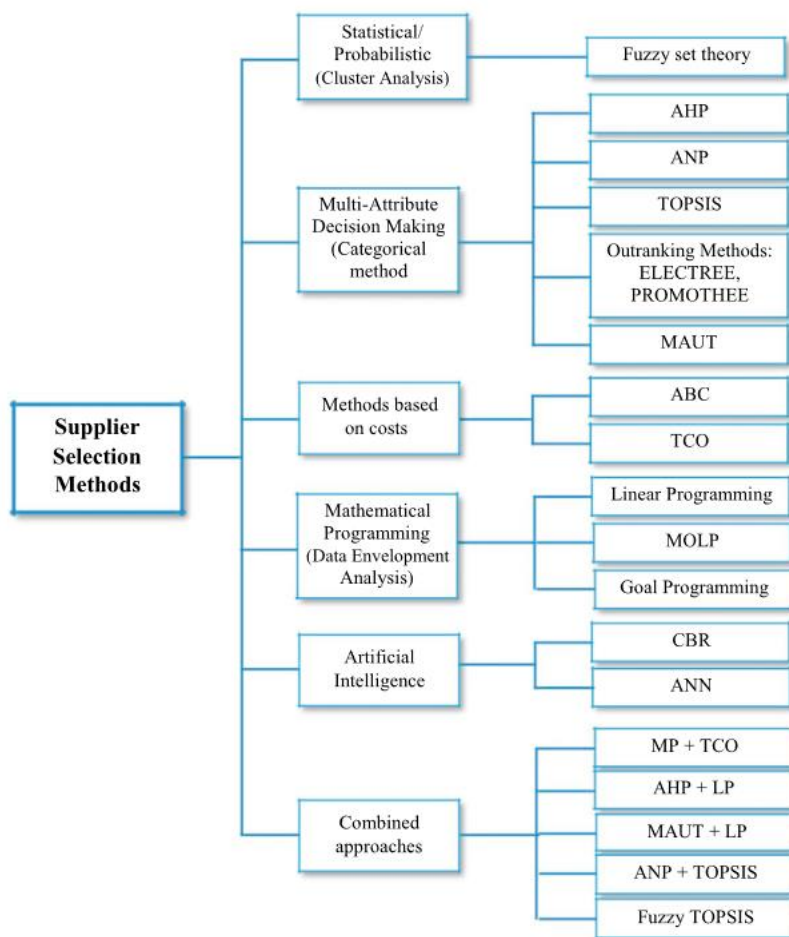 Statistical/
Probabilistic
(Cluster Analysis)
Fuzzy set theory
Multi-Attribute
Decision Making
(Categorical
method
AHP
ANP
TOPSIS
Outranking Methods:
ELECTREE,
PROMOTHEE
MAUT
Supplier
Selection
Methods
Methods based
on costs
ABC
TCO
Mathematical
Programming
(Data Envelopment
Analysis)
Linear Programming
MOLP
Goal Programming
Artificial
Intelligence
CBR
ANN
Combined
approaches
MP + TCO
AHP + LP
MAUT + LP
ANP + TOPSIS
Fuzzy TOPSIS